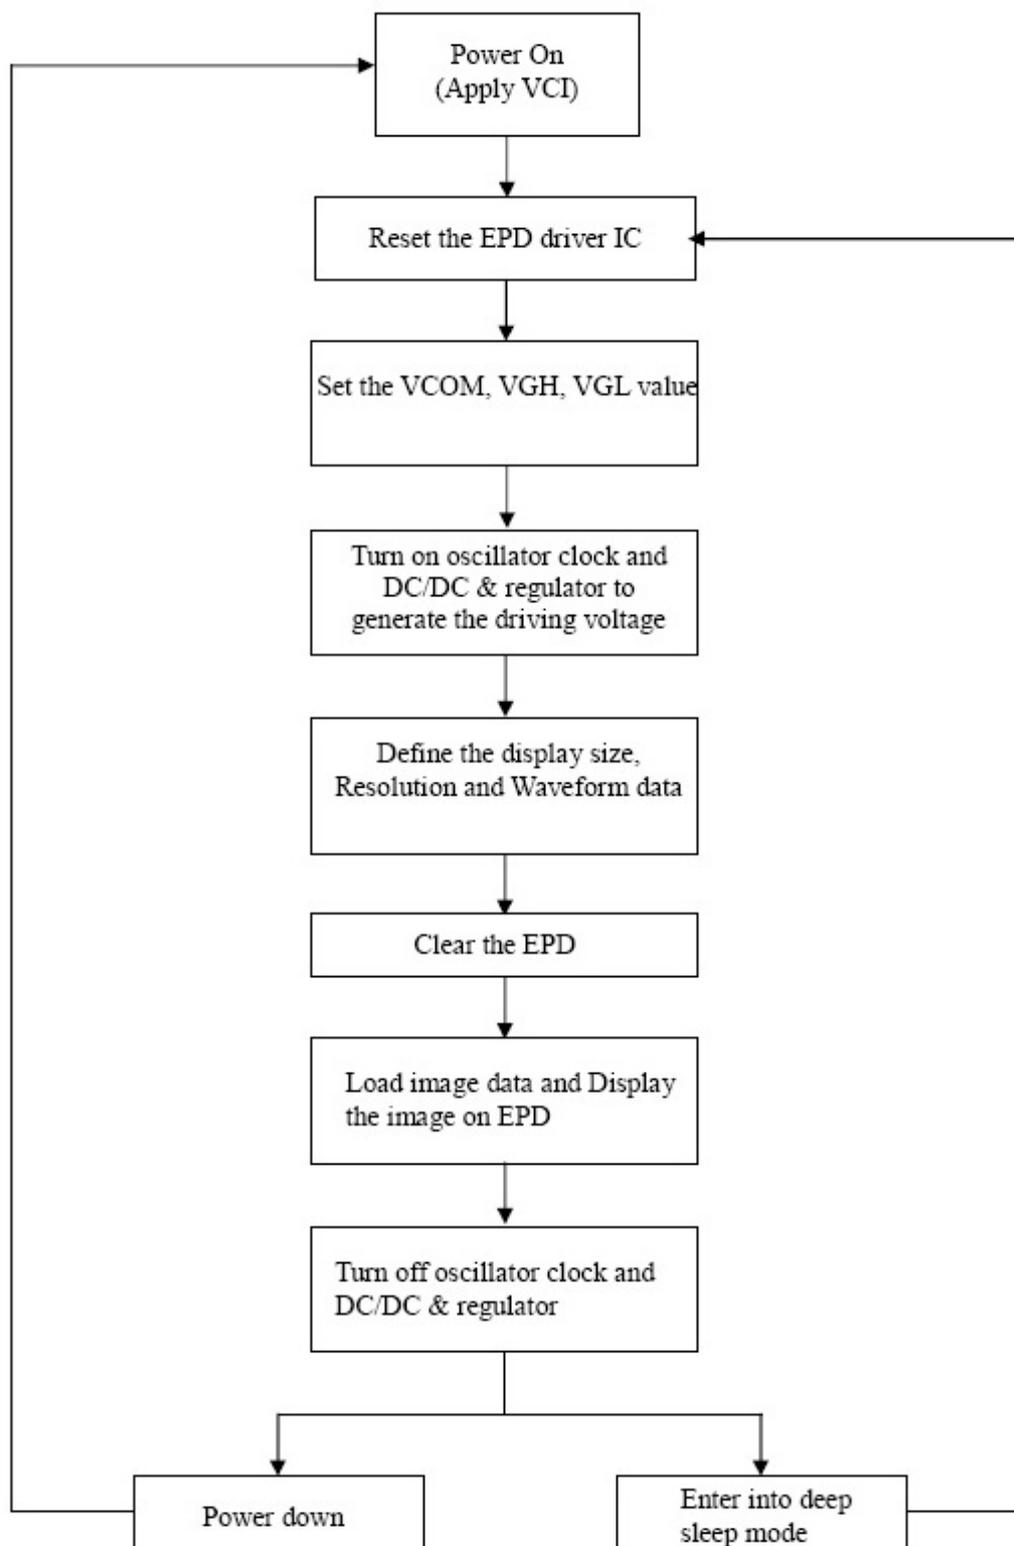 Power On
(Apply VCI)
Reset the EPD driver IC
Set the VCOM, VGH, VGL value
Turn on oscillator clock and
DC/DC & regulator to
generate the driving voltage
Define the display size,
Resolution and Waveform data
Clear the EPD
Load image data and Display
the image on EPD
Turn off oscillator clock and
DC/DC & regulator
Power down
Enter into deep
sleep mode